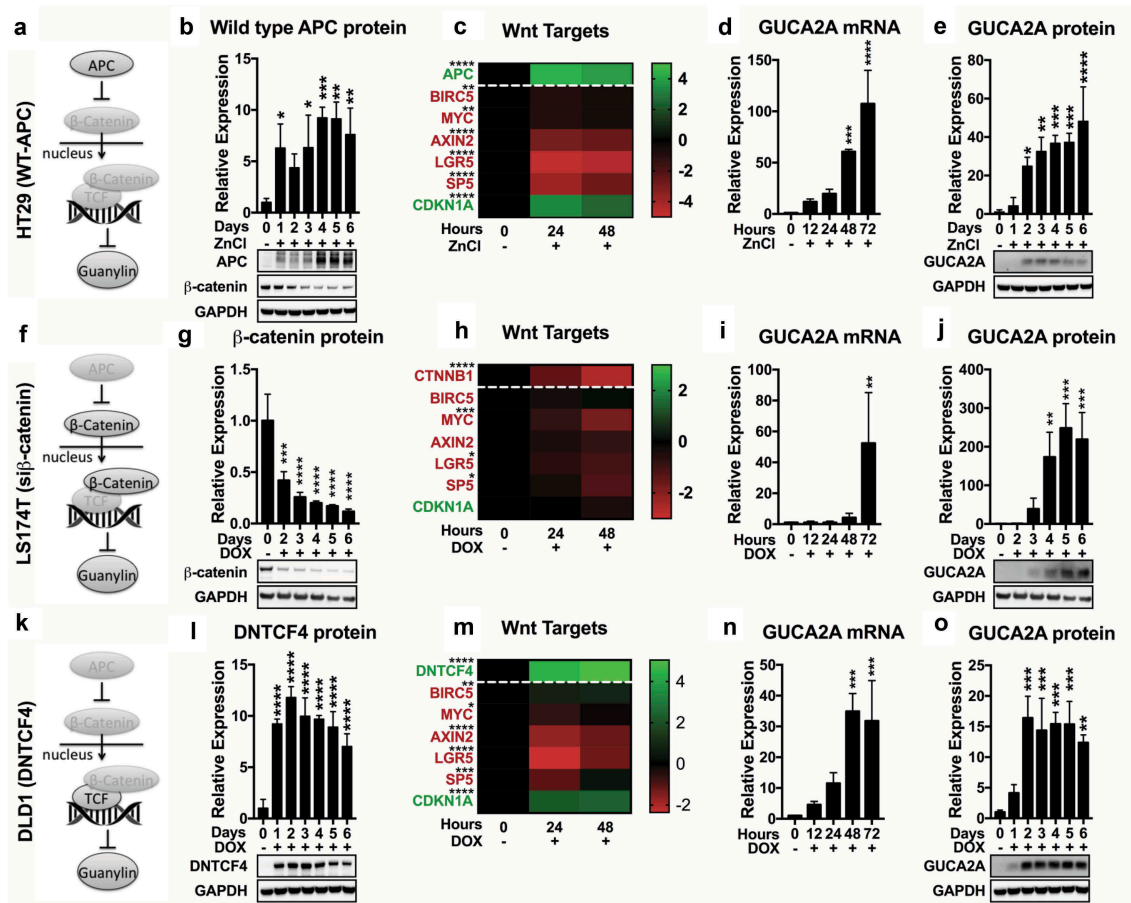 a
HT29 (WT-APC)
APC
β-Catenin
nucleus
β-Catenin
TCF
Guanylin
b
Wild type APC protein
Relative Expression
15
10
5
0
* * *** ** **
Days 0 1 2 3 4 5 6
ZnCl - + + + + + +
APC
β-catenin
GAPDH
c
Wnt Targets
****
APC
**
BIRC5
**
MYC
****
AXIN2
****
LGR5
****
SP5
****
CDKN1A
Hours 0 24 48
ZnCl - + +
4
2
0
-2
-4
d
GUCA2A mRNA
Relative Expression
150
100
50
0
*** ****
Hours 0 12 24 48 72
ZnCl - + + + +
e
GUCA2A protein
Relative Expression
80
60
40
20
0
* ** *** *** ****
Days 0 1 2 3 4 5 6
ZnCl - + + + + + +
GUCA2A
GAPDH
f
LS174T (siβ-catenin)
APC
β-Catenin
nucleus
β-Catenin
TCF
Guanylin
g
β-catenin protein
Relative Expression
1.5
1.0
0.5
0.0
*** **** **** **** ****
Days 0 2 3 4 5 6
DOX - + + + + +
β-catenin
GAPDH
h
Wnt Targets
****
CTNNB1
BIRC5
***
MYC
AXIN2
*
LGR5
*
SP5
CDKN1A
Hours 0 24 48
DOX - + +
2
0
-2
i
GUCA2A mRNA
Relative Expression
100
80
60
40
20
0
**
Hours 0 12 24 48 72
DOX - + + + +
j
GUCA2A protein
Relative Expression
400
300
200
100
0
** *** ***
Days 0 2 3 4 5 6
DOX - + + + + +
GUCA2A
GAPDH
k
DLD1 (DNTCF4)
APC
β-Catenin
nucleus
β-Catenin
TCF
Guanylin
l
DNTCF4 protein
Relative Expression
15
10
5
0
**** **** **** **** **** ****
Days 0 1 2 3 4 5 6
DOX - + + + + + +
DNTCF4
GAPDH
m
Wnt Targets
****
DNTCF4
**
BIRC5
*
MYC
****
AXIN2
****
LGR5
***
SP5
****
CDKN1A
Hours 0 24 48
DOX - + +
4
2
0
-2
n
GUCA2A mRNA
Relative Expression
50
40
30
20
10
0
*** ***
Hours 0 12 24 48 72
DOX - + + + +
o
GUCA2A protein
Relative Expression
25
20
15
10
5
0
*** *** *** *** **
Days 0 1 2 3 4 5 6
DOX - + + + + + +
GUCA2A
GAPDH